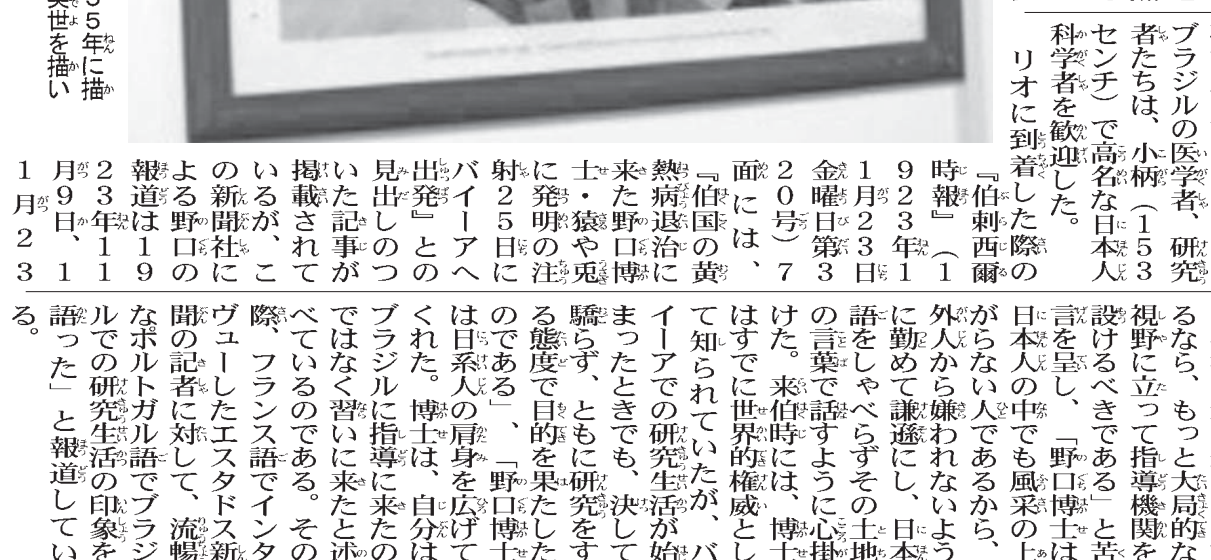 ブラジルの医学者、研究
者たちは、小柄（153
センチ）で高名な日本人
科学者を歓迎した。
リオに到着した際の
『伯剌西爾
時報』（1
923年1
1月23日
金曜日第3
20号）7
面には、
『伯国の黄
熱病退治に
来た野口博
士・猿や兎
に発明の注
射25日に
バイーアへ
出発』との
見出しのつ
いた記事が
掲載されて
いるが、こ
の新聞社に
よる野口の
報道は19
23年11
月9日、1
1月23
5年に描
世を描い
るなら、もっと大局的な
視野に立って指導機関を
設けるべきである」と苦
言を呈し、「野口博士は
日本人の中でも風采の上
がらない人であるから、
外人から嫌われないよう
に勤めて謙遜にし、日本
語をしゃべらずその土地
の言葉で話すように心掛
けた。来伯時には、博士
はすでに世界的権威とし
て知られていたが、バ
イーアでの研究生活が始
まったときでも、決して
驕らず、ともに研究をす
る態度で目的を果たした
のである」、「野口博士
は日系人の肩身を広げて
くれた。博士は、自分は
ブラジルに指導に来たの
ではなく習いに来たと述
べているのである。その
際、フランス語でインタ
ヴューしたエスタドス新
聞の記者に対して、流暢
なポルトガル語でブラジ
ルでの研究生活の印象を
語った」と報道してい
る。